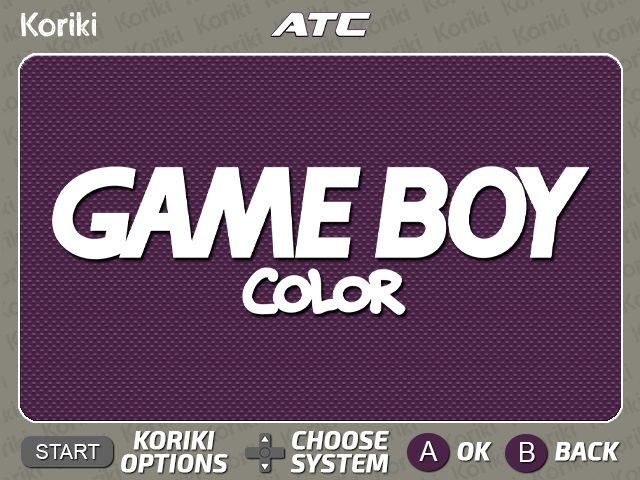 Koriki
ATC
GAME BOY
COLOR
START
KORIKI
OPTIONS
CHOOSE
SYSTEM
A
OK
B
BACK